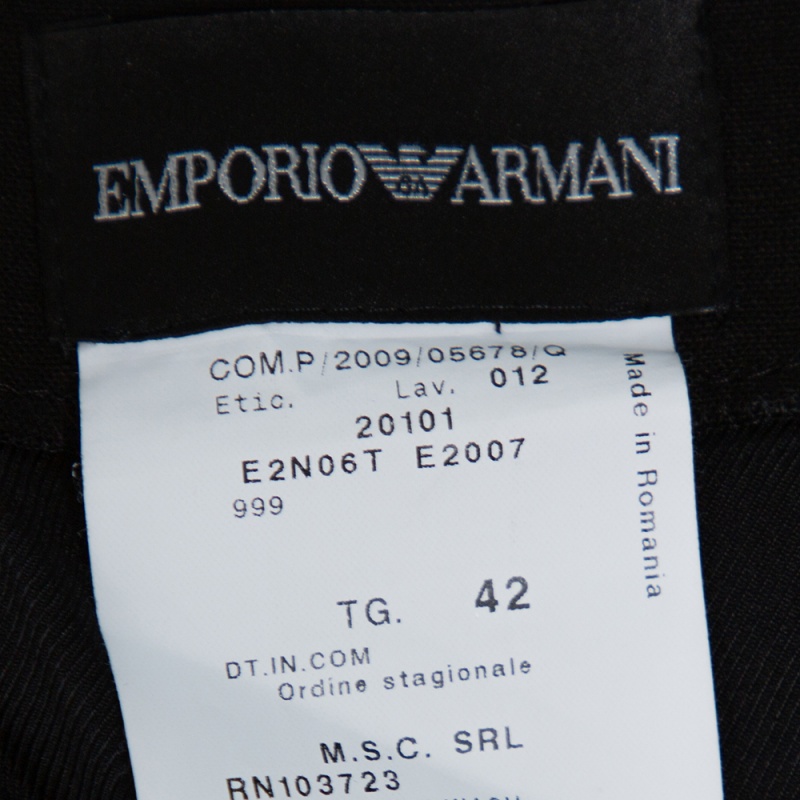 EMPORIO GA ARMANI
COM.P/2009/05678/Q
Etic. Lav. 012
20101
E2N06T E2007
999
TG. 42
DT.IN.COM
Ordine stagionale
M.S.C. SRL
RN103723
Made in Romania